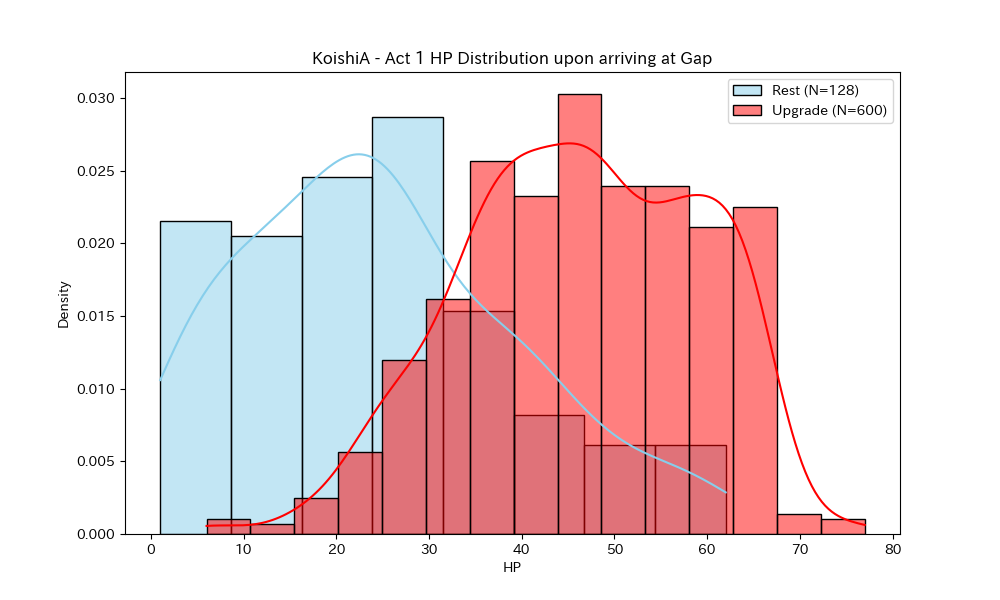 KoishiA - Act 1 HP Distribution upon arriving at Gap
Rest (N=128)
Upgrade (N=600)
Density
0.030
0.025
0.020
0.015
0.010
0.005
0.000
0 10 20 30 40 50 60 70 80
HP